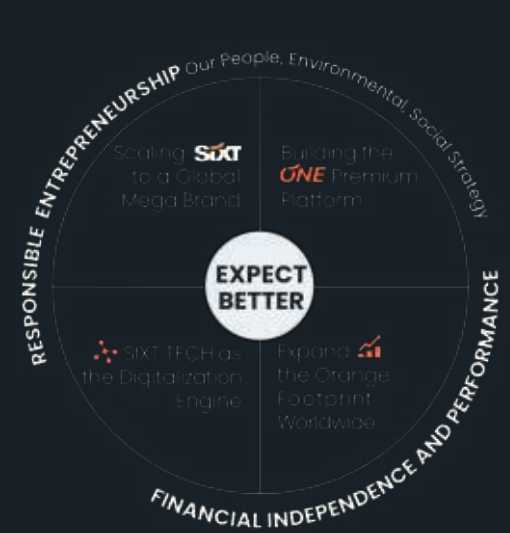 RESPONSIBLE ENTREPRENEURSHIP Our People, Environmental, Social Strategy
Scaling SIXT
to a Global
Mega Brand
Building the
ONE Premium
Platform
EXPECT
BETTER
SIXT TECH as
the Digitalization
Engine
Expand
the Orange
Footprint
Worldwide
FINANCIAL INDEPENDENCE AND PERFORMANCE